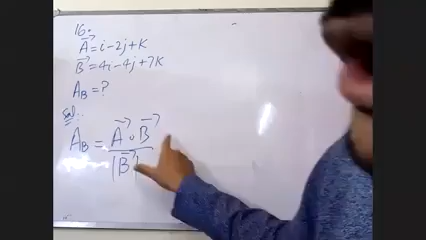 16.
A⃗ = i - 2j + K
B⃗ = 4i - 4j + 7K
A_B = ?
Sol:
A_B = A⃗ · B⃗ / |B⃗|